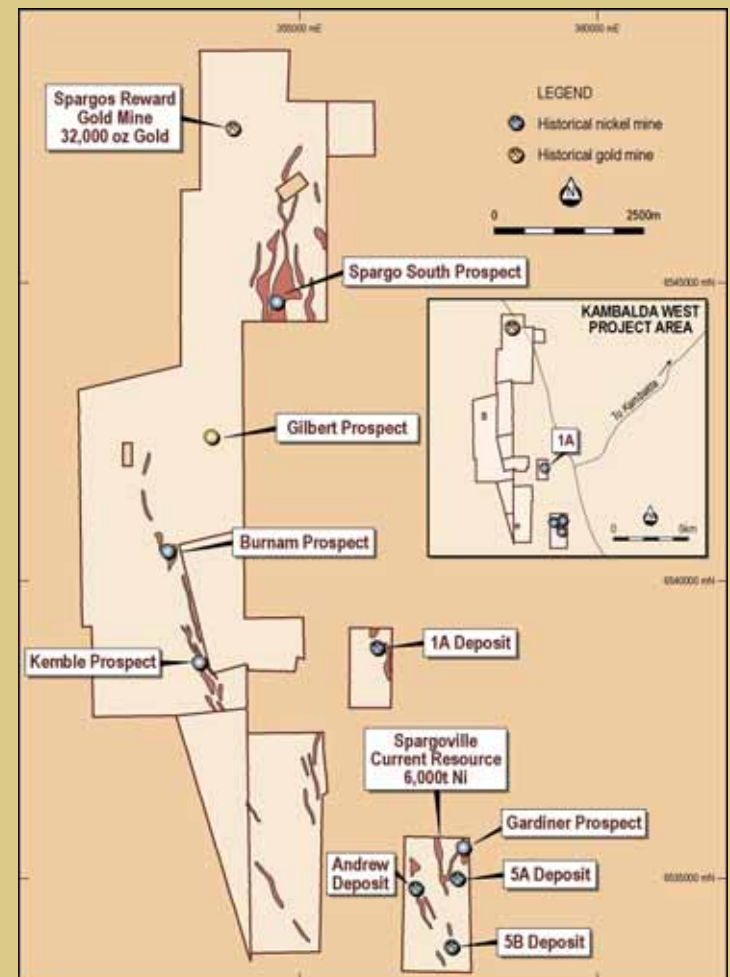 355000 mE
360000 mE
Spargos Reward
Gold Mine
32,000 oz Gold
LEGEND
Historical nickel mine
Historical gold mine
N
0
2500m
Spargo South Prospect
6545000 mN
KAMBALDA WEST
PROJECT AREA
To Kambalda
1A
0
Gilbert Prospect
Burnam Prospect
6540000 mN
Kemble Prospect
1A Deposit
Spargoville
Current Resource
6,000t Ni
Gardiner Prospect
Andrew
Deposit
5A Deposit
6535000 mN
5B Deposit